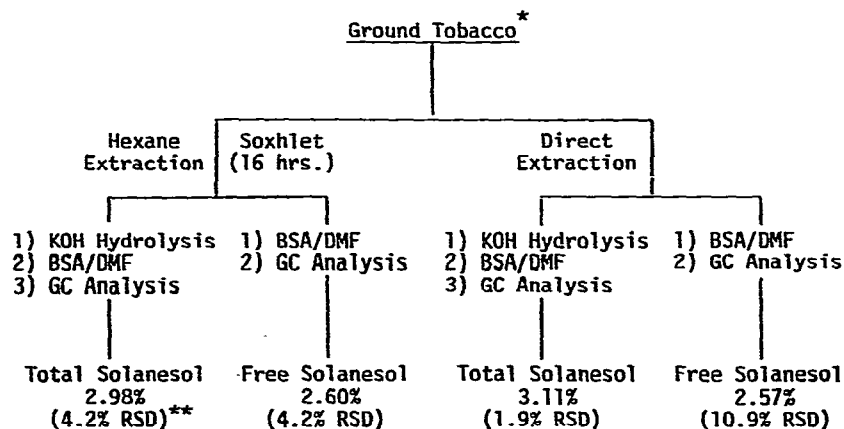 Ground Tobacco*
Hexane Extraction
Soxhlet (16 hrs.)
Direct Extraction
1) KOH Hydrolysis
2) BSA/DMF
3) GC Analysis
1) BSA/DMF
2) GC Analysis
1) KOH Hydrolysis
2) BSA/DMF
3) GC Analysis
1) BSA/DMF
2) GC Analysis
Total Solanesol
2.98%
(4.2% RSD)**
Free Solanesol
2.60%
(4.2% RSD)
Total Solanesol
3.11%
(1.9% RSD)
Free Solanesol
2.57%
(10.9% RSD)